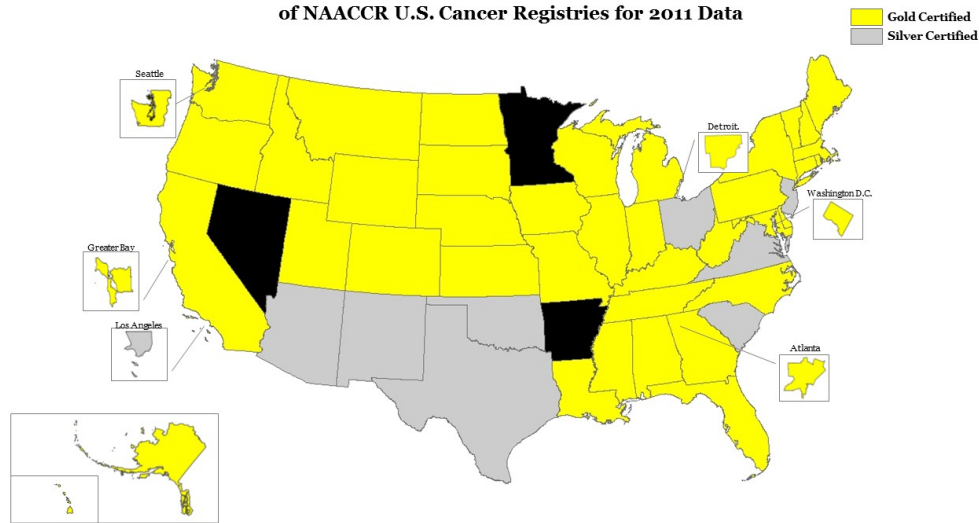 of NAACCR U.S. Cancer Registries for 2011 Data
Gold Certified
Silver Certified
Seattle
Detroit.
Washington D.C.
Greater Bay
Los Angeles
Atlanta